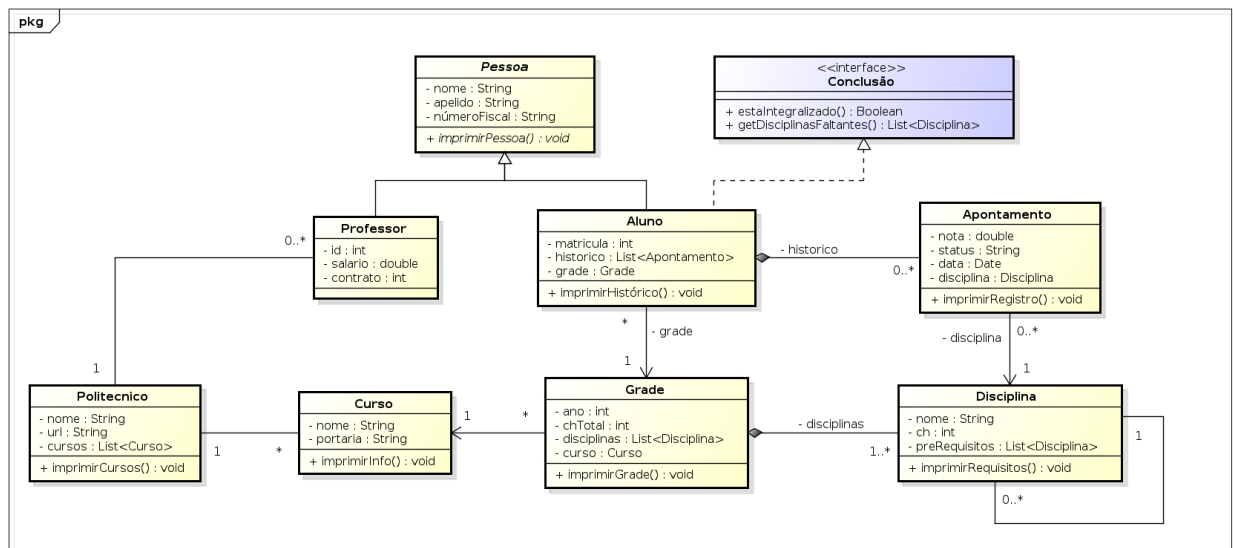 pkg
Pessoa
- nome : String
- apelido : String
- númeroFiscal : String
+ imprimirPessoa() : void
<<interface>>
Conclusão
+ estaIntegralizado() : Boolean
+ getDisciplinasFaltantes() : List<Disciplina>
Professor
- id : int
- salario : double
- contrato : int
0..*
Aluno
- matricula : int
- historico : List<Apontamento>
- grade : Grade
+ imprimirHistórico() : void
- historico
0..*
Apontamento
- nota : double
- status : String
- data : Date
- disciplina : Disciplina
+ imprimirRegistro() : void
*
- grade
1
- disciplina
0..*
1
1
Politecnico
- nome : String
- url : String
- cursos : List<Curso>
+ imprimirCursos() : void
1
*
Curso
- nome : String
- portaria : String
+ imprimirInfo() : void
1
*
Grade
- ano : int
- chTotal : int
- disciplinas : List<Disciplina>
- curso : Curso
+ imprimirGrade() : void
- disciplinas
1..*
Disciplina
- nome : String
- ch : int
- preRequisitos : List<Disciplina>
+ imprimirRequisitos() : void
1
0..*